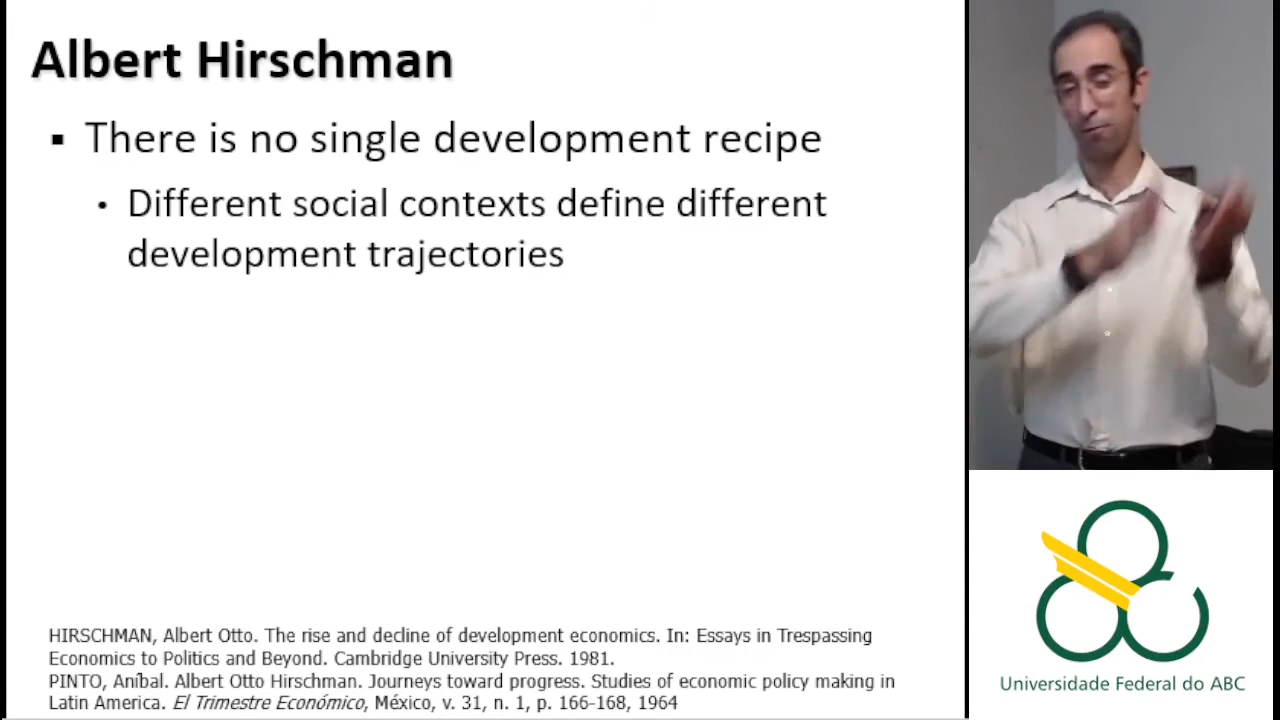 Albert Hirschman
▪ There is no single development recipe
• Different social contexts define different
development trajectories
HIRSCHMAN, Albert Otto. The rise and decline of development economics. In: Essays in Trespassing
Economics to Politics and Beyond. Cambridge University Press. 1981.
PINTO, Aníbal. Albert Otto Hirschman. Journeys toward progress. Studies of economic policy making in
Latin America. El Trimestre Económico, México, v. 31, n. 1, p. 166-168, 1964
Universidade Federal do ABC